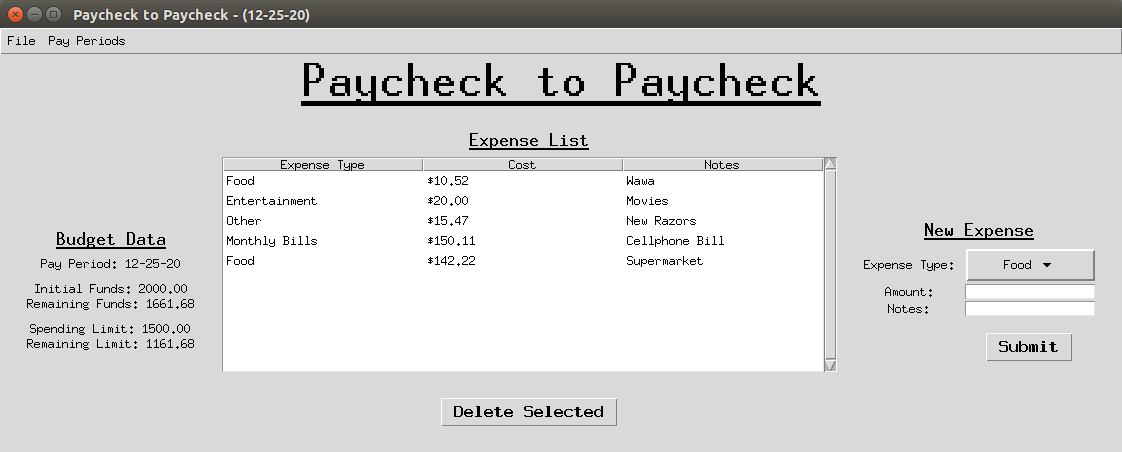 Paycheck to Paycheck - (12-25-20)
File Pay Periods
Paycheck to Paycheck
Expense List
Expense Type Cost Notes
Food $10.52 Wawa
Entertainment $20.00 Movies
Other $15.47 New Razors
Monthly Bills $150.11 Cellphone Bill
Food $142.22 Supermarket
Budget Data
Pay Period: 12-25-20
Initial Funds: 2000.00
Remaining Funds: 1661.68
Spending Limit: 1500.00
Remaining Limit: 1161.68
New Expense
Expense Type: Food
Amount:
Notes:
Submit
Delete Selected